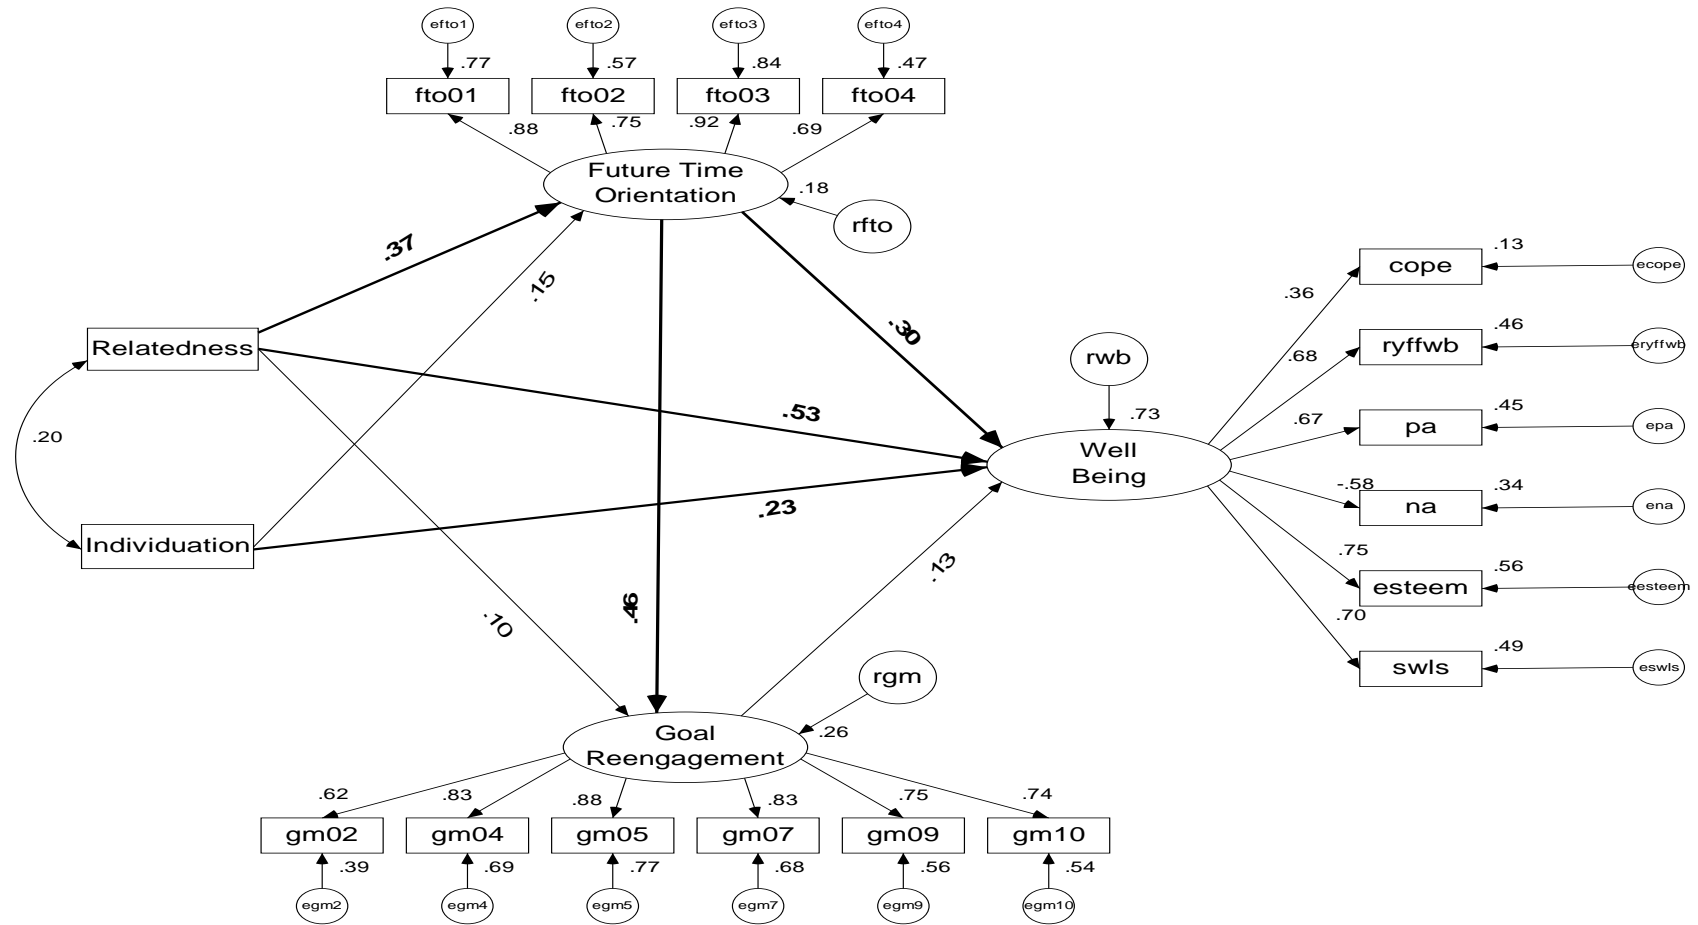 efto1 efto2 efto3 efto4
.77 .57 .84 .47
fto01 fto02 fto03 fto04
.88 .75 .92 .69
Future Time
Orientation
.18
rfto
.37
.15
.30
Relatedness
.20
Individuation
.53
.23
.46
.10
.13
rwb
.73
Well
Being
.36
.68
.67
-.58
.75
.70
cope .13 ecope
ryffwb .46 eryffwb
pa .45 epa
na .34 ena
esteem .56 eesteem
swls .49 eswls
rgm
.26
Goal
Reengagement
.62 .83 .88 .83 .75 .74
gm02 gm04 gm05 gm07 gm09 gm10
.39 .69 .77 .68 .56 .54
egm2 egm4 egm5 egm7 egm9 egm10